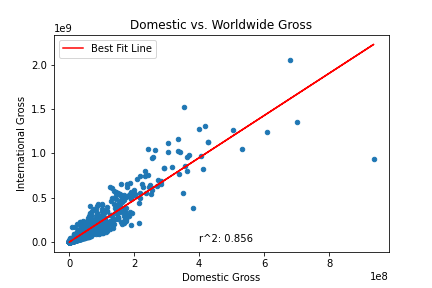 Domestic vs. Worldwide Gross
1e9
Best Fit Line
2.0
1.5
1.0
0.5
0.0
International Gross
r^2: 0.856
0 2 4 6 8
Domestic Gross
1e8